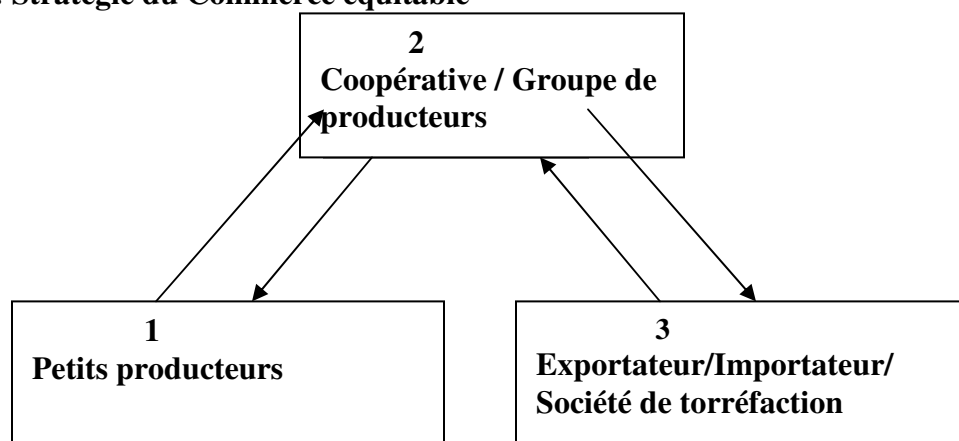 Stratégie du Commerce équitable
2
Coopérative / Groupe de
producteurs
1
Petits producteurs
3
Exportateur/Importateur/
Société de torréfaction